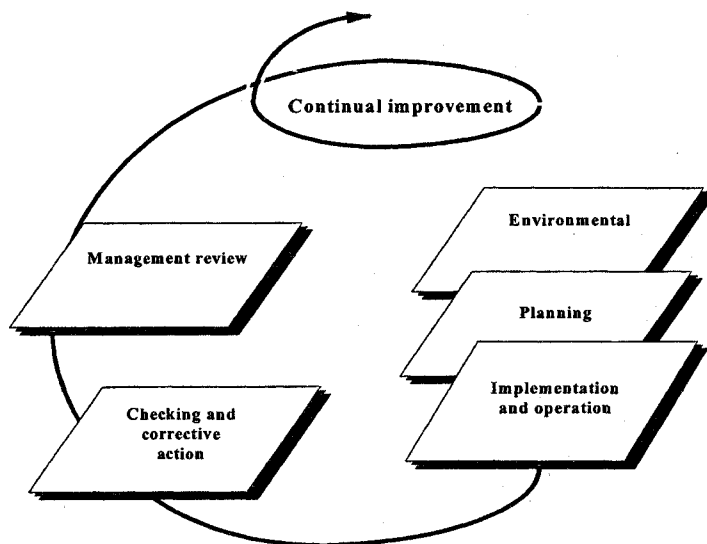 Continual improvement
Environmental
Management review
Planning
Implementation
and operation
Checking and
corrective
action